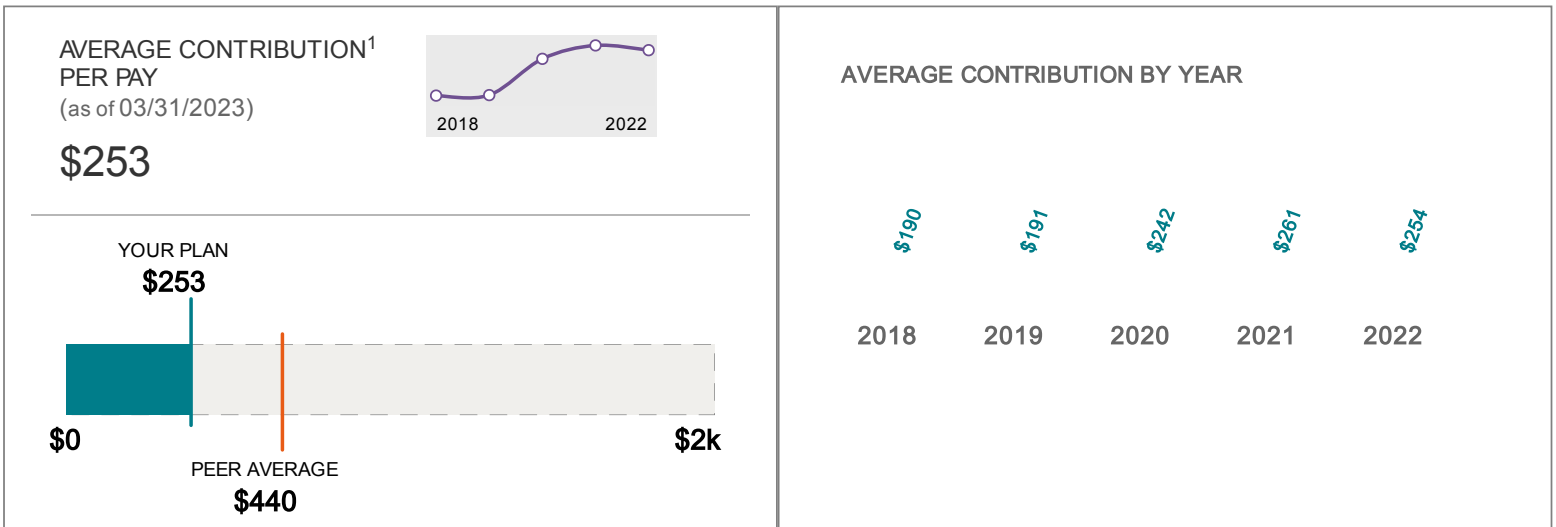 AVERAGE CONTRIBUTION1
PER PAY
(as of 03/31/2023)
$253
2018 2022
YOUR PLAN
$253
$0 $2k
PEER AVERAGE
$440
AVERAGE CONTRIBUTION BY YEAR
$190 $191 $242 $261 $254
2018 2019 2020 2021 2022